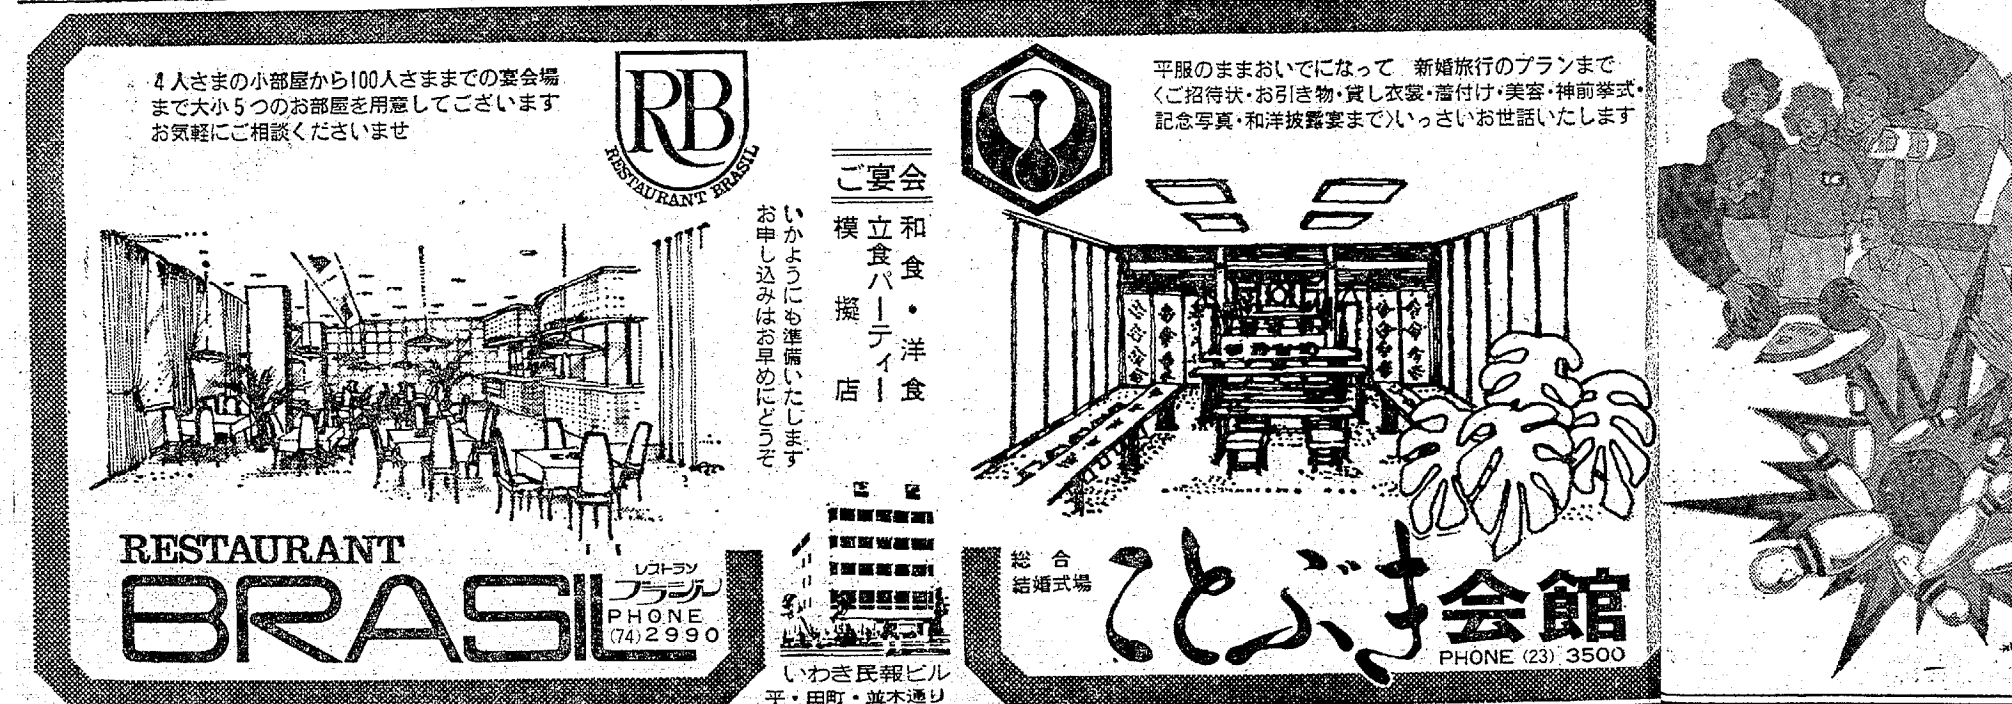 4人さまの小部屋から100人さままでの宴会場
まで大小5つのお部屋を用意してございます
お気軽にご相談くださいませ
RB
RESTAURANT BRASIL
ご宴会
和食・洋食
立食パーティー
模擬店
いかようにも準備いたします
お申し込みはお早めにどうぞ
RESTAURANT
BRASIL
レストラン
ブラジル
PHONE
(74)2990
いわき民報ビル
平・田町・並木通り
平服のままおいでになって 新婚旅行のプランまで
〈ご招待状・お引き物・貸し衣裳・着付け・美容・神前挙式・
記念写真・和洋披露宴まで〉いっさいお世話いたします
総合
結婚式場
ことぶき会館
PHONE (23) 3500